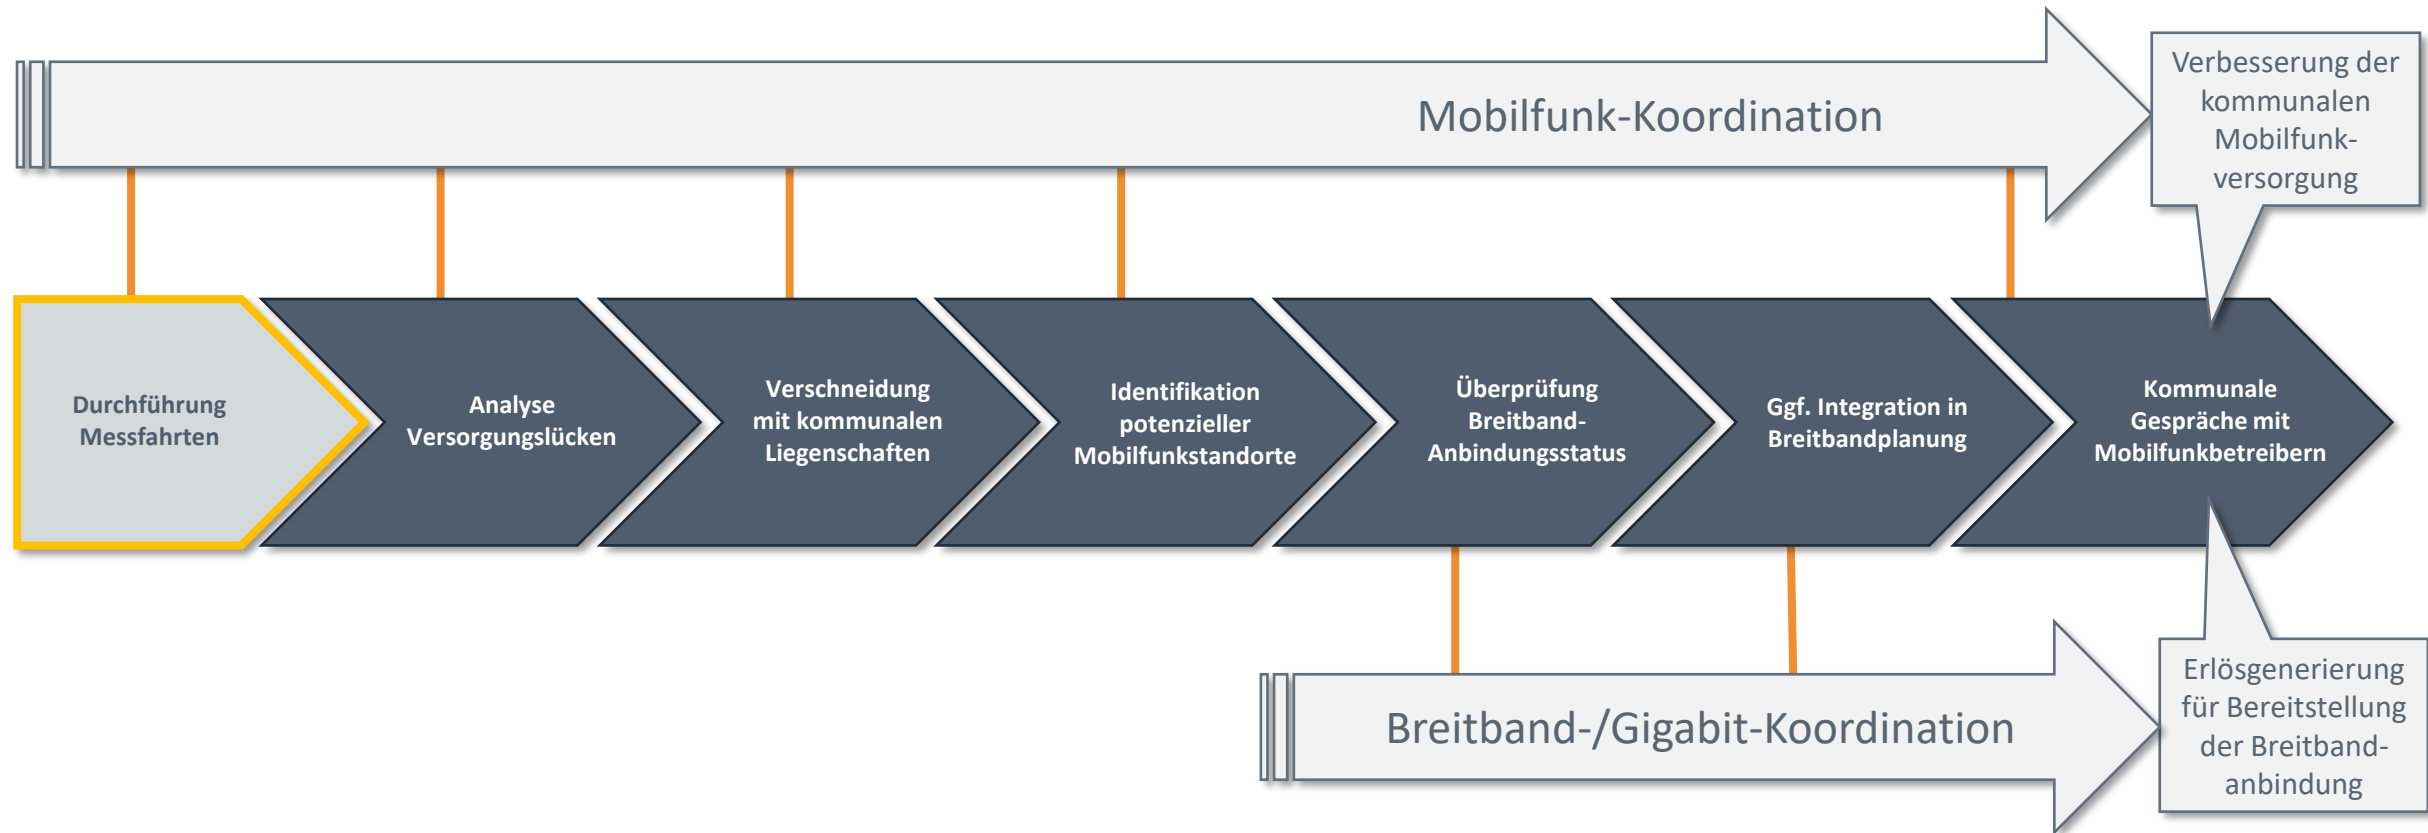 Mobilfunk-Koordination
Verbesserung der
kommunalen
Mobilfunk-
versorgung
Durchführung
Messfahrten
Analyse
Versorgungslücken
Verschneidung
mit kommunalen
Liegenschaften
Identifikation
potenzieller
Mobilfunkstandorte
Überprüfung
Breitband-
Anbindungsstatus
Ggf. Integration in
Breitbandplanung
Kommunale
Gespräche mit
Mobilfunkbetreibern
Breitband-/Gigabit-Koordination
Erlösgenerierung
für Bereitstellung
der Breitband-
anbindung